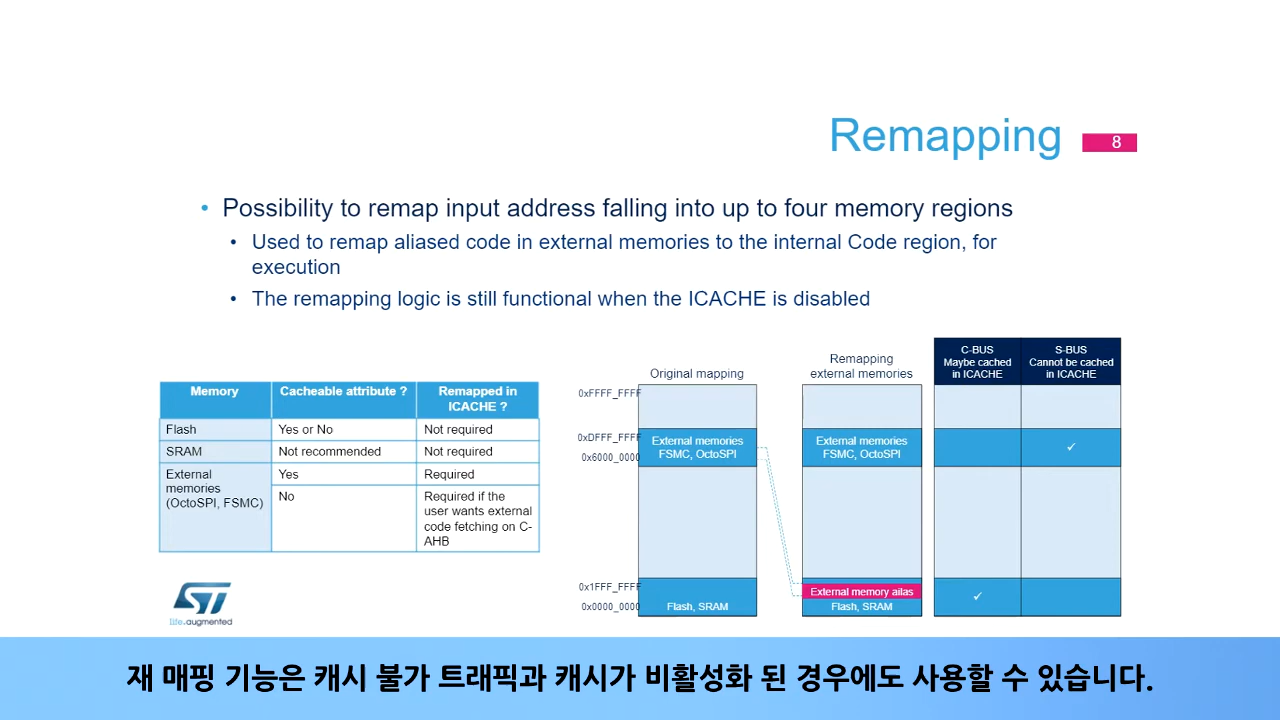 Remapping
8
• Possibility to remap input address falling into up to four memory regions
• Used to remap aliased code in external memories to the internal Code region, for
execution
• The remapping logic is still functional when the ICACHE is disabled
Memory
Cacheable attribute ?
Remapped in
ICACHE ?
Flash
Yes or No
Not required
SRAM
Not recommended
Not required
External
memories
(OctoSPI, FSMC)
Yes
Required
No
Required if the
user wants external
code fetching on C-
AHB
Original mapping
Remapping
external memories
C-BUS
Maybe cached
in ICACHE
S-BUS
Cannot be cached
in ICACHE
0xFFFF_FFFF
0xDFFF_FFFF
0x6000_0000
External memories
FSMC, OctoSPI
External memories
FSMC, OctoSPI
✓
0x1FFF_FFFF
0x0000_0000
Flash, SRAM
External memory ailas
Flash, SRAM
✓
ST
life.augmented
재 매핑 기능은 캐시 불가 트래픽과 캐시가 비활성화 된 경우에도 사용할 수 있습니다.